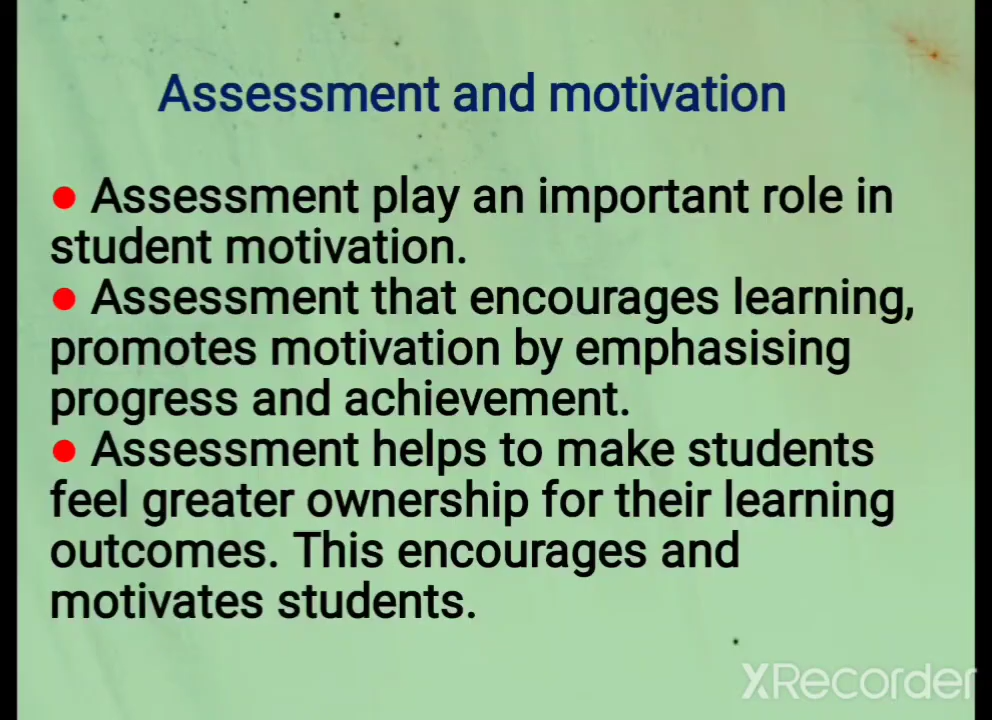 Assessment and motivation
● Assessment play an important role in
student motivation.
● Assessment that encourages learning,
promotes motivation by emphasising
progress and achievement.
● Assessment helps to make students
feel greater ownership for their learning
outcomes. This encourages and
motivates students.
XRecorder